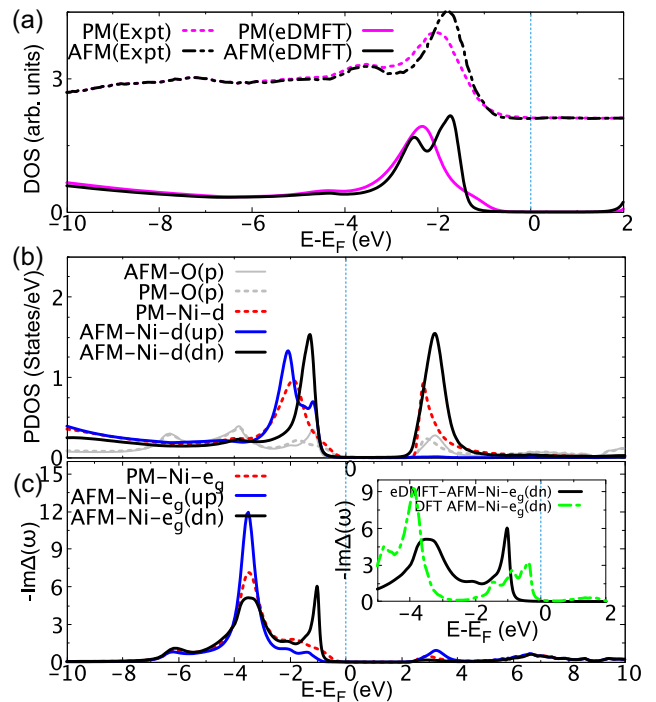 (a)
PM(Expt) PM(eDMFT)
AFM(Expt) AFM(eDMFT)
DOS (arb. units)
3
0
−10 −8 −6 −4 −2 0 2
E-E_F (eV)
(b)
AFM−O(p)
PM−O(p)
PM−Ni−d
AFM−Ni−d(up)
AFM−Ni−d(dn)
PDOS (States/eV)
2
1
0
0
(c)
PM−Ni−e_g
AFM−Ni−e_g(up)
AFM−Ni−e_g(dn)
-ImΔ(ω)
15
12
9
6
3
0
−10 −8 −6 −4 −2 0 2 4 6 8 10
E-E_F (eV)
eDMFT−AFM−Ni−e_g(dn)
DFT AFM−Ni−e_g(dn)
-ImΔ(ω)
9
6
3
0
−4 −2 0 2
E-E_F (eV)